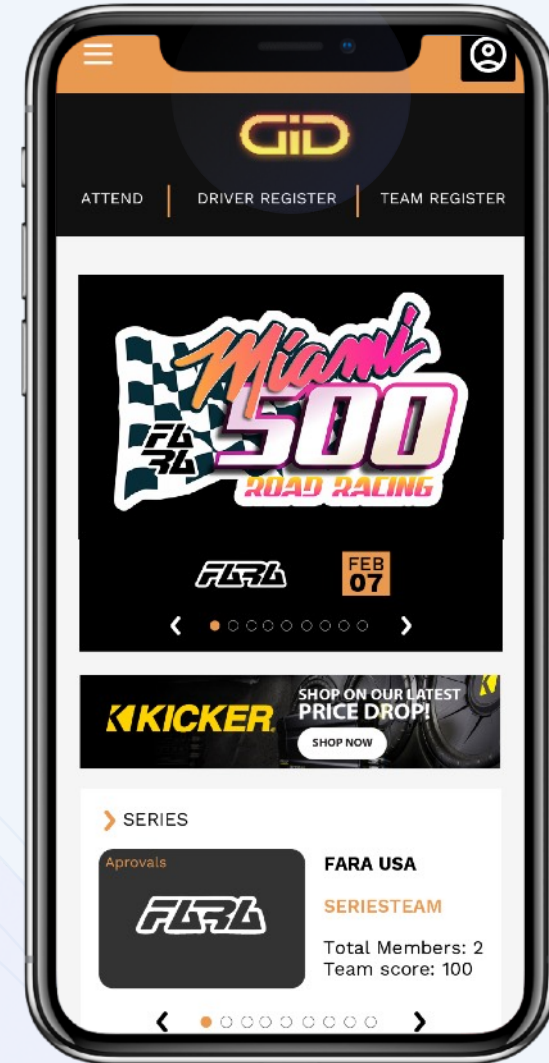 GID
ATTEND DRIVER REGISTER TEAM REGISTER
Miami
500
ROAD RACING
FARA
FARA
FEB
07
KICKER
SHOP ON OUR LATEST
PRICE DROP!
SHOP NOW
SERIES
Aprovals
FARA
FARA USA
SERIESTEAM
Total Members: 2
Team score: 100